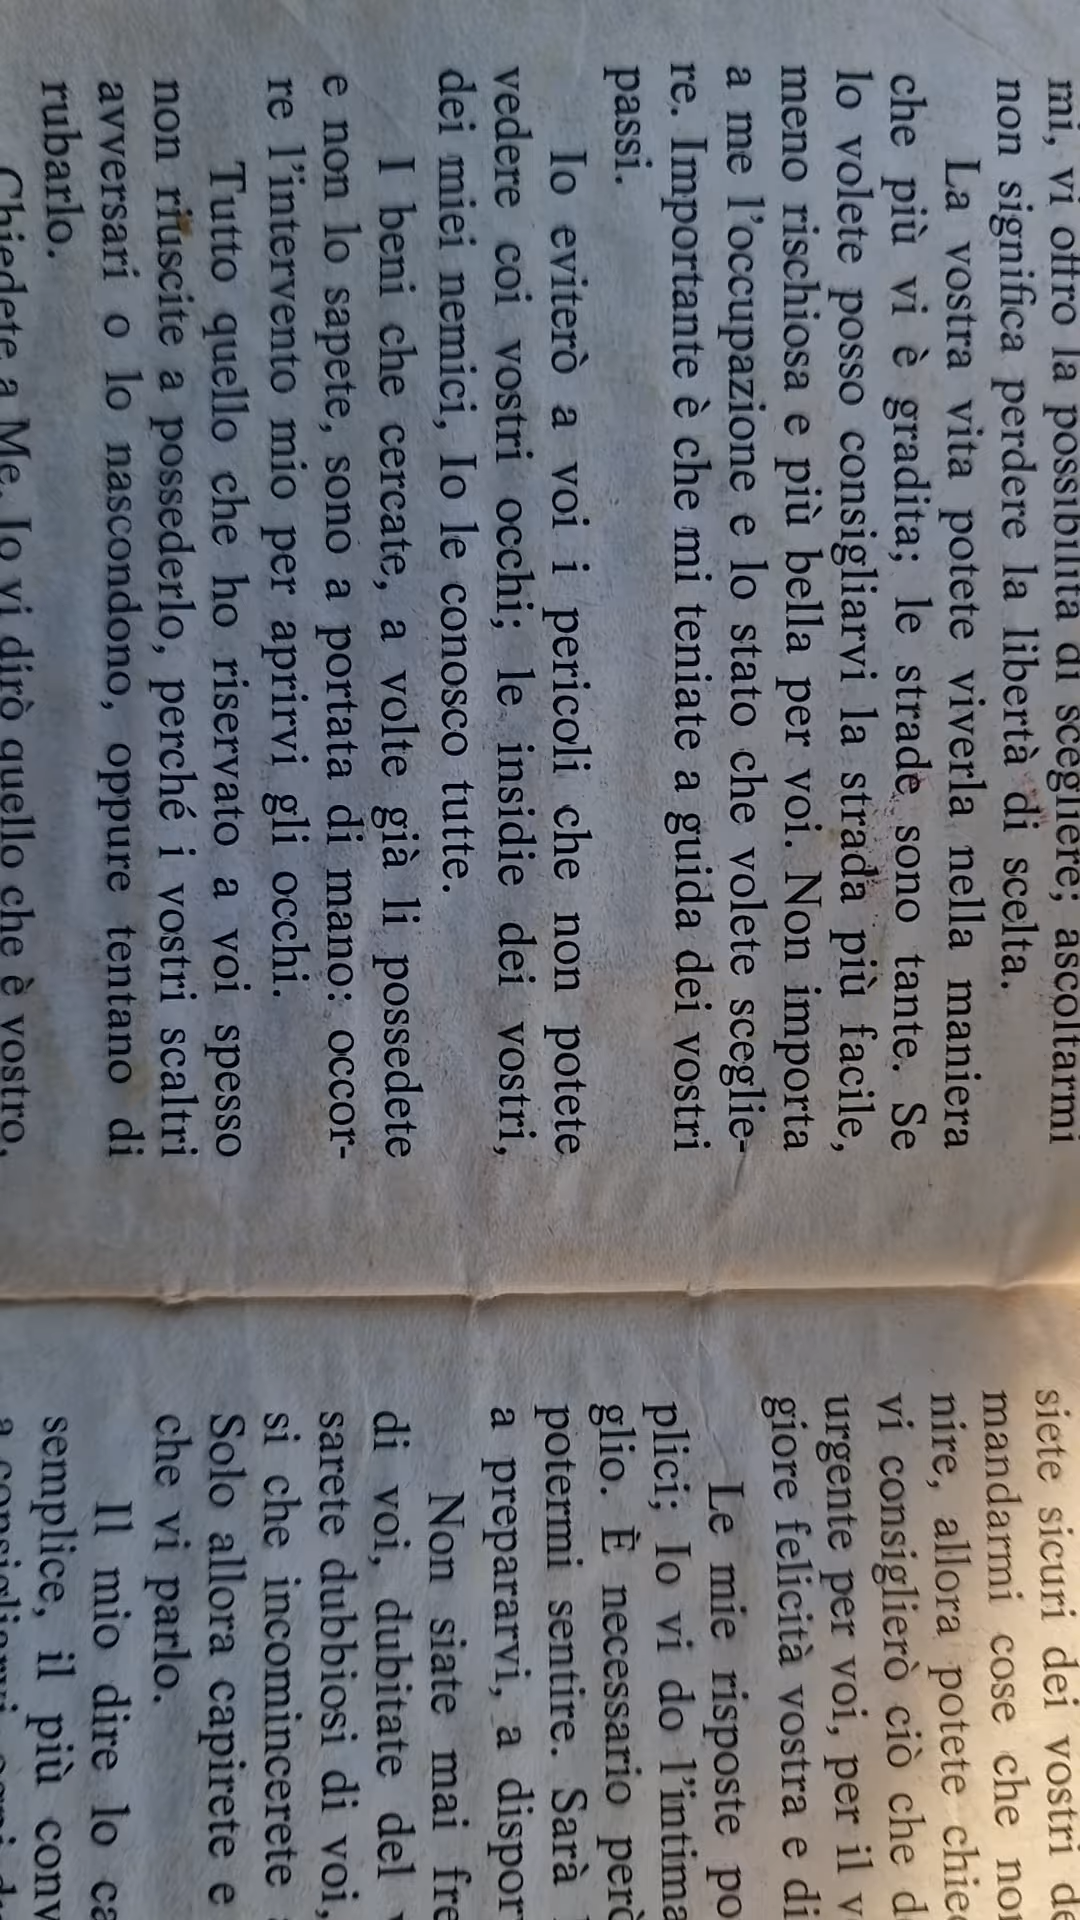 mi, vi offro la possibilità di scegliere; ascoltarmi
non significa perdere la libertà di scelta.
La vostra vita potete viverla nella maniera
che più vi è gradita; le strade sono tante. Se
lo volete posso consigliarvi la strada più facile,
meno rischiosa e più bella per voi. Non importa
a me l'occupazione e lo stato che volete sceglie-
re. Importante è che mi teniate a guida dei vostri
passi.
Io eviterò a voi i pericoli che non potete
vedere coi vostri occhi; le insidie dei vostri,
dei miei nemici, Io le conosco tutte.
I beni che cercate, a volte già li possedete
e non lo sapete, sono a portata di mano: occor-
re l'intervento mio per aprirvi gli occhi.
Tutto quello che ho riservato a voi spesso
non riuscite a possederlo, perché i vostri scaltri
avversari o lo nascondono, oppure tentano di
rubarlo.
Chiedete a Me. Io vi dirò quello che è vostro.
siete sicuri dei vostri
mandarmi cose che
nire, allora potete
vi consiglierò ciò che
urgente per voi, per il
giore felicità vostra e di
Le mie risposte
plici; Io vi do
glio. È necessario però
potermi sentire. Sarà
a prepararvi, a
Non siate mai
di voi, dubitate del
sarete dubbiosi di voi,
si che incomincerete
Solo allora capirete e
che vi parlo.
Il mio dire lo
semplice, il più